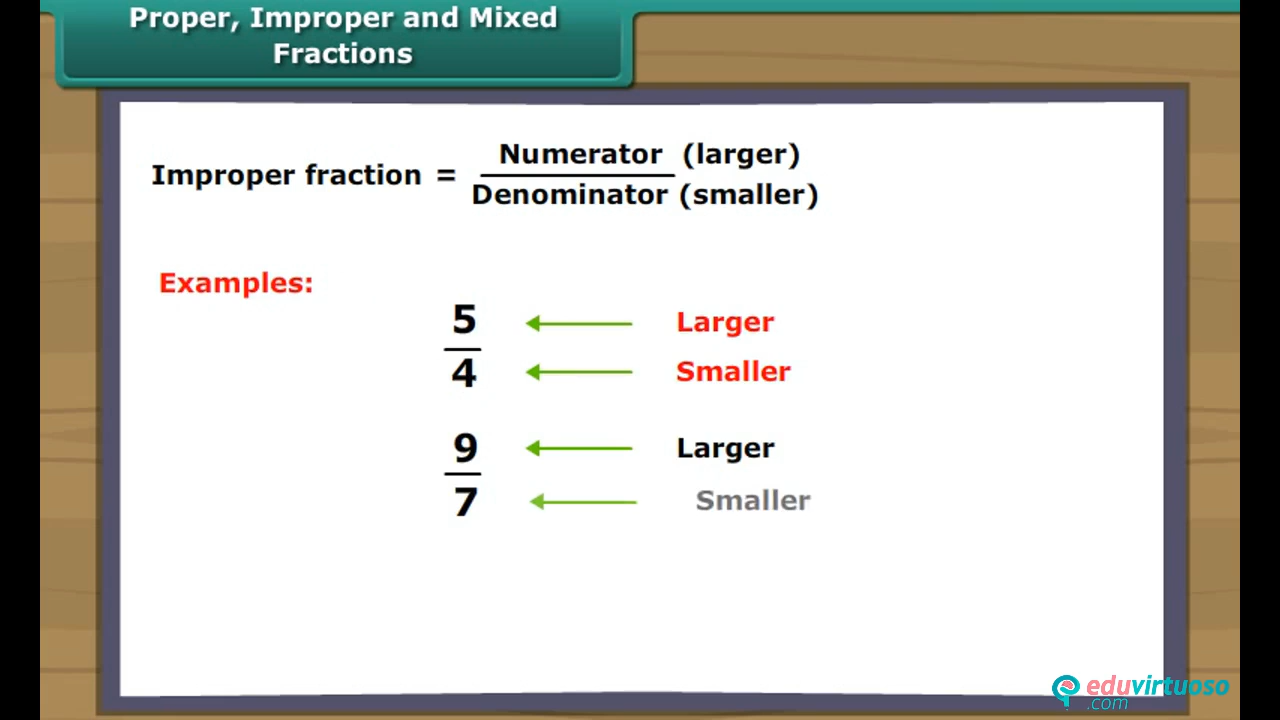 Proper, Improper and Mixed
Fractions
Improper fraction = Numerator (larger)
Denominator (smaller)
Examples:
5 Larger
4 Smaller
9 Larger
7 Smaller
eduvirtuoso
.com